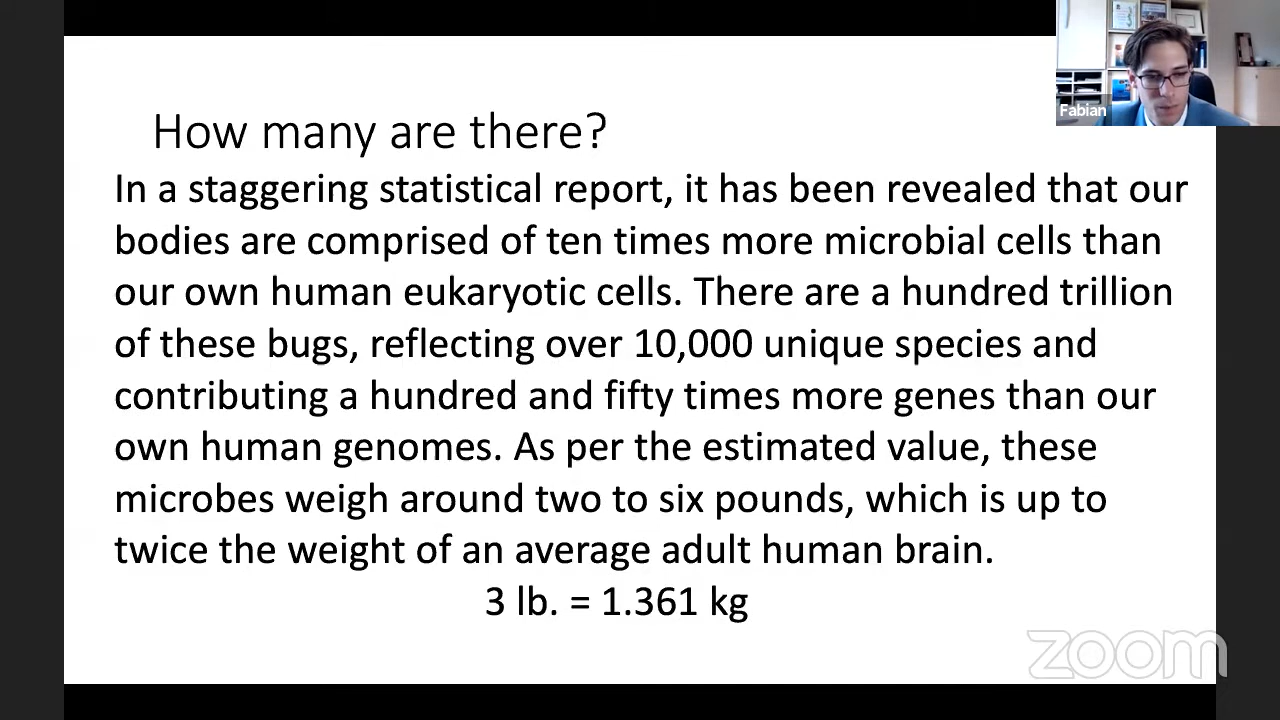 Fabian
How many are there?
In a staggering statistical report, it has been revealed that our
bodies are comprised of ten times more microbial cells than
our own human eukaryotic cells. There are a hundred trillion
of these bugs, reflecting over 10,000 unique species and
contributing a hundred and fifty times more genes than our
own human genomes. As per the estimated value, these
microbes weigh around two to six pounds, which is up to
twice the weight of an average adult human brain.
3 lb. = 1.361 kg
zoom